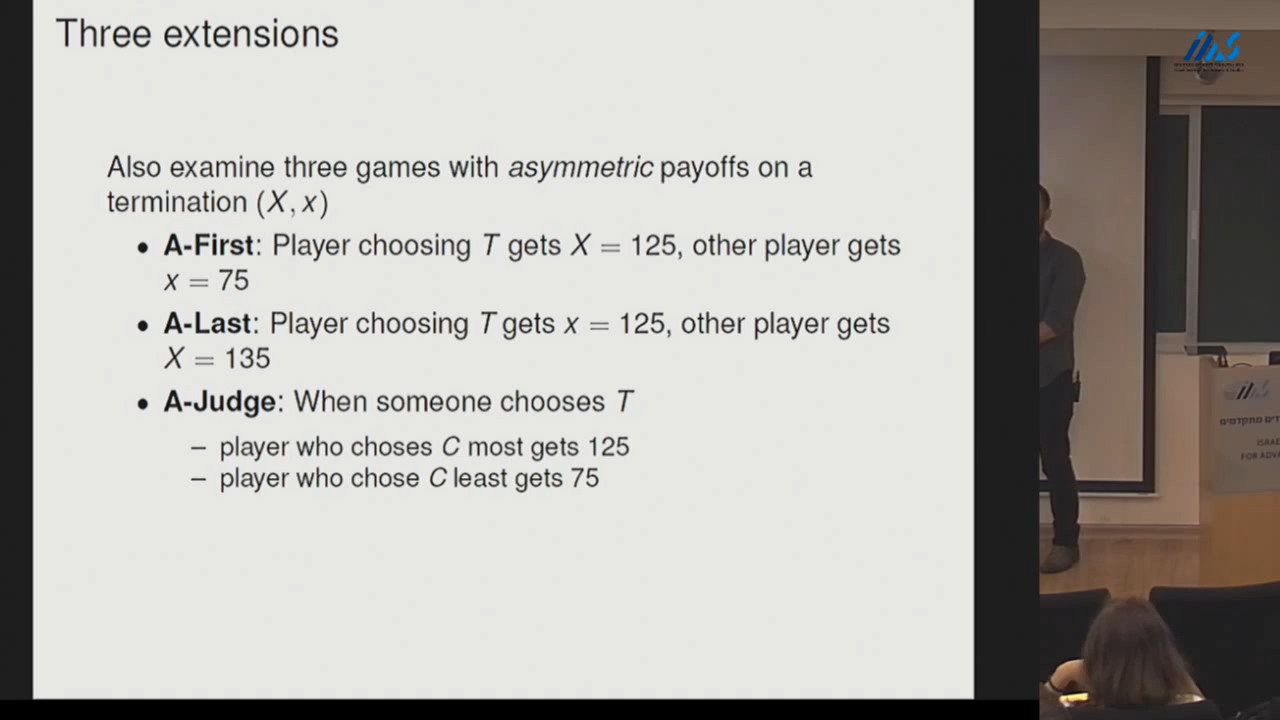 Three extensions
Also examine three games with asymmetric payoffs on a
termination (X, x)
• A-First: Player choosing T gets X = 125, other player gets
x = 75
• A-Last: Player choosing T gets x = 125, other player gets
X = 135
• A-Judge: When someone chooses T
– player who choses C most gets 125
– player who chose C least gets 75
FOR ADVA